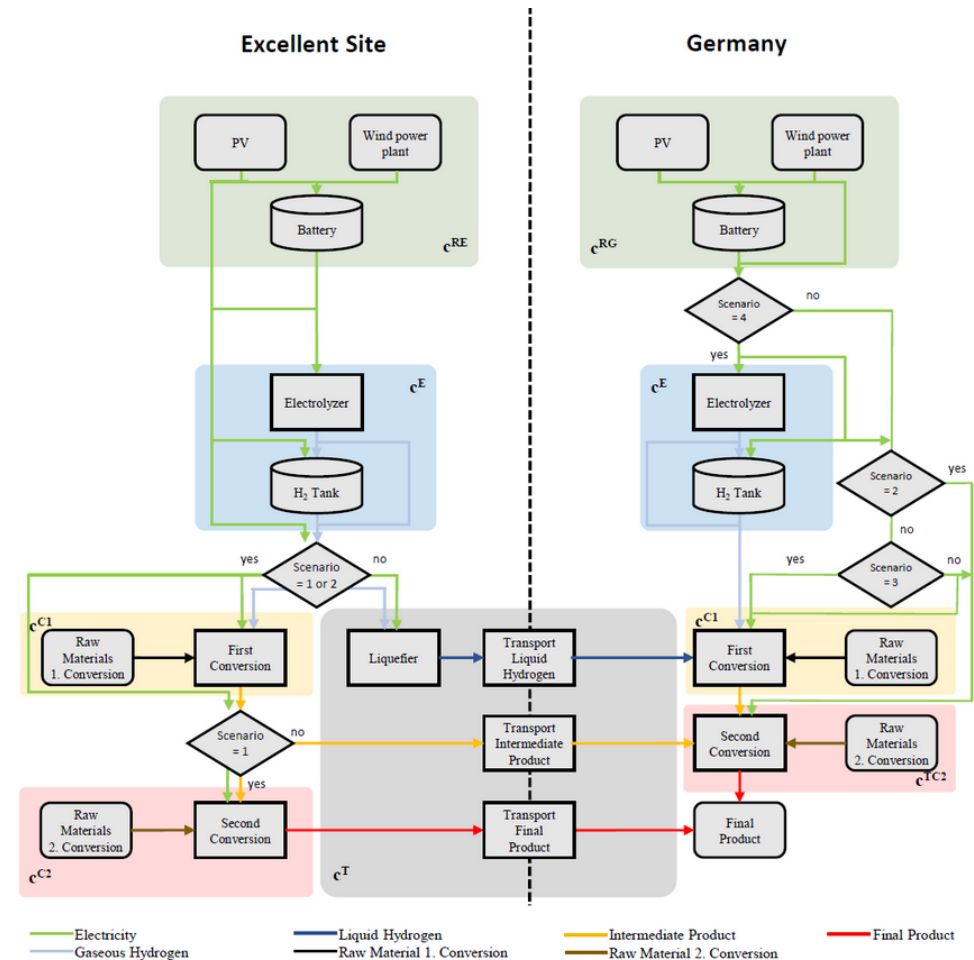 Excellent Site
Germany
PV
Wind power
plant
Battery
c^RE
PV
Wind power
plant
Battery
c^RG
Scenario
= 4
no
yes
c^E
Electrolyzer
H₂ Tank
c^E
Electrolyzer
H₂ Tank
Scenario
= 2
yes
no
Scenario
= 3
yes
no
yes
Scenario
= 1 or 2
no
c^C1
Raw
Materials
1. Conversion
First
Conversion
Liquefier
Transport
Liquid
Hydrogen
c^C1
First
Conversion
Raw
Materials
1. Conversion
Scenario
= 1
no
yes
Transport
Intermediate
Product
Second
Conversion
Raw
Materials
2. Conversion
c^TC2
Raw
Materials
2. Conversion
Second
Conversion
c^C2
Transport
Final
Product
c^T
Final
Product
Electricity
Liquid Hydrogen
Intermediate Product
Final Product
Gaseous Hydrogen
Raw Material 1. Conversion
Raw Material 2. Conversion